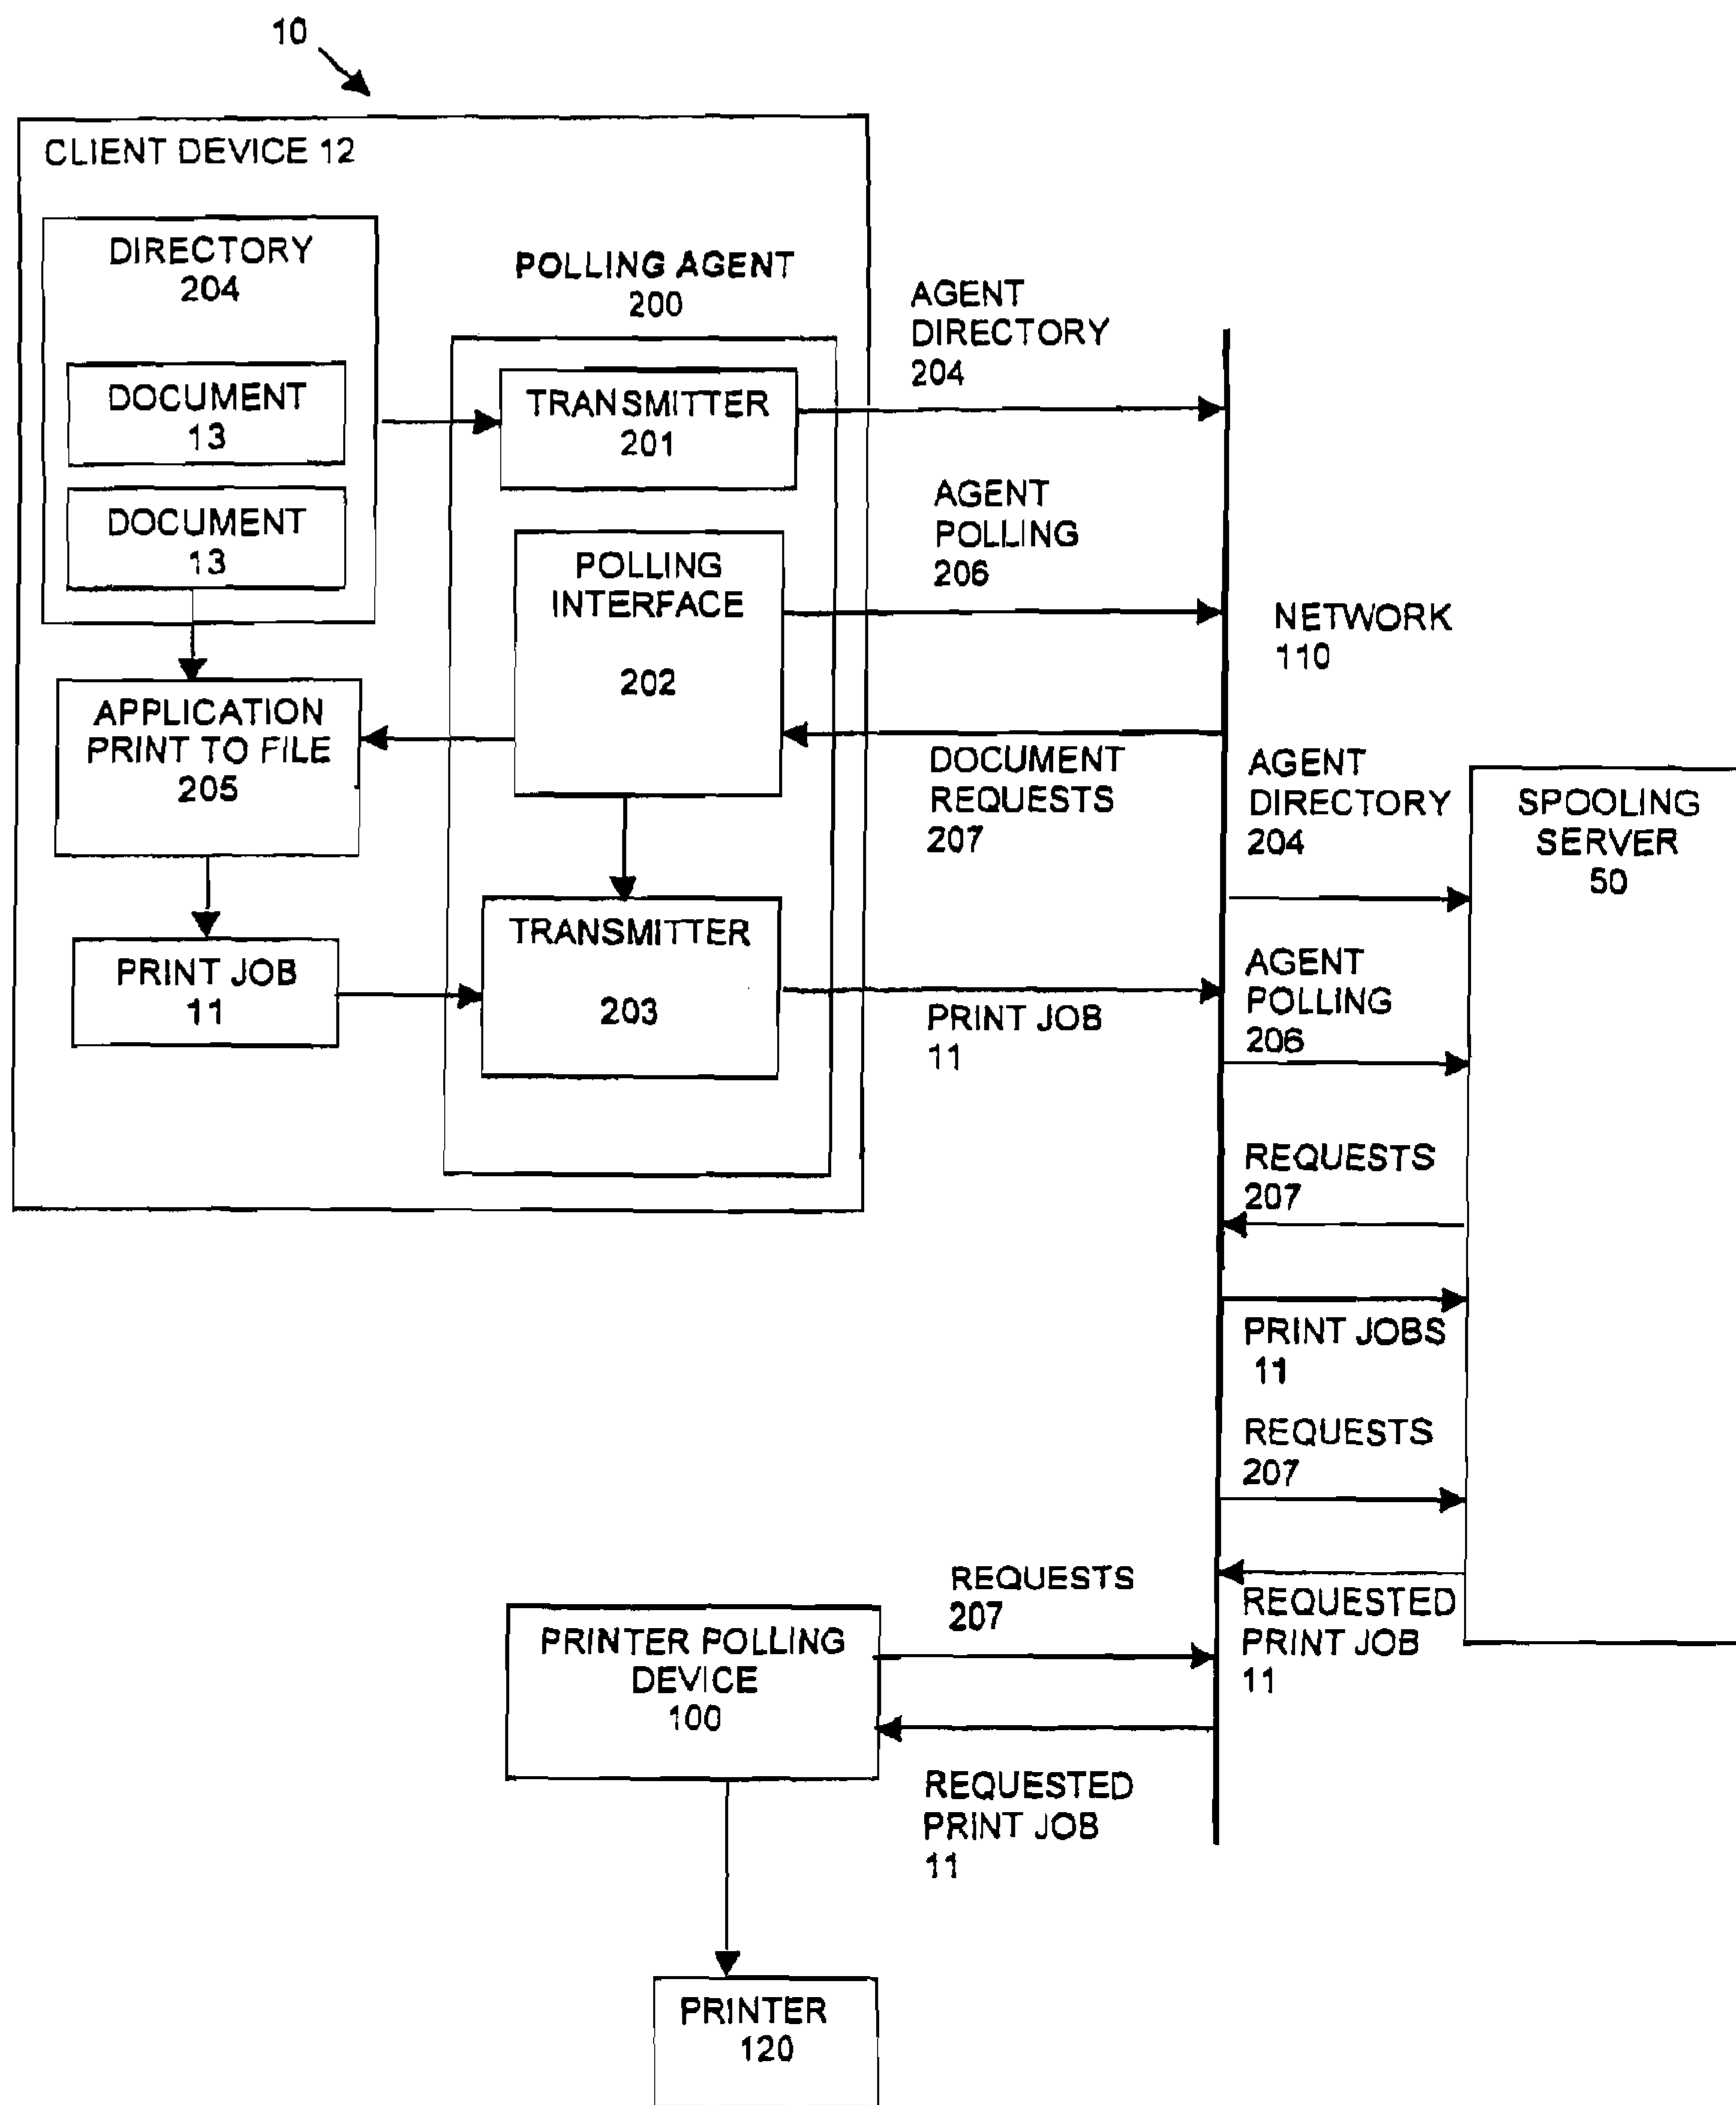 10
CLIENT DEVICE 12
DIRECTORY
204
DOCUMENT
13
DOCUMENT
13
APPLICATION
PRINT TO FILE
205
PRINT JOB
11
POLLING AGENT
200
TRANSMITTER
201
POLLING
INTERFACE
202
TRANSMITTER
203
AGENT
DIRECTORY
204
AGENT
POLLING
206
DOCUMENT
REQUESTS
207
PRINT JOB
11
NETWORK
110
AGENT
DIRECTORY
204
AGENT
POLLING
206
REQUESTS
207
PRINT JOBS
11
REQUESTS
207
REQUESTED
PRINT JOB
11
SPOOLING
SERVER
50
REQUESTS
207
PRINTER POLLING
DEVICE
100
REQUESTED
PRINT JOB
11
PRINTER
120